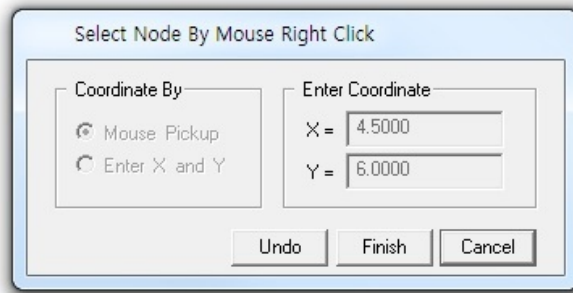 Select Node By Mouse Right Click
Coordinate By
Mouse Pickup
Enter X and Y
Enter Coordinate
X = 4.5000
Y = 6.0000
Undo Finish Cancel